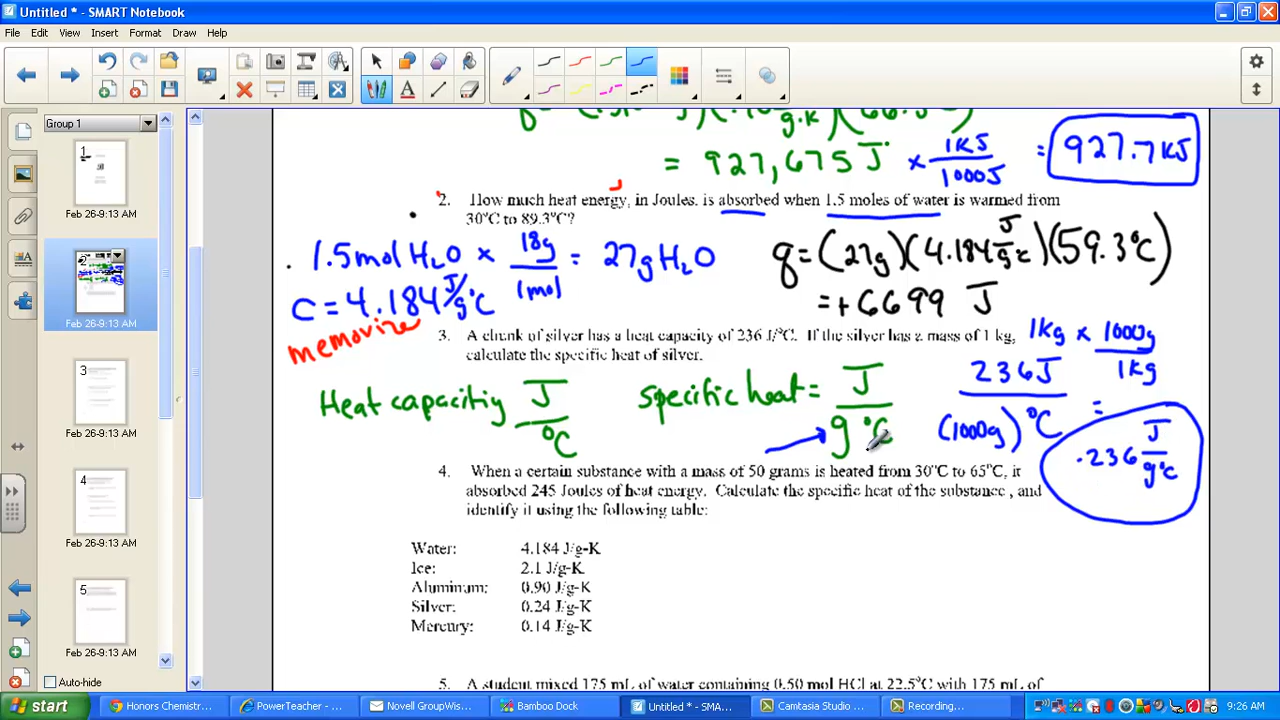 Untitled * - SMART Notebook
File Edit View Insert Format Draw Help
Group 1
1
Feb 26-9:13 AM
2
Feb 26-9:13 AM
3
Feb 26-9:13 AM
4
Feb 26-9:13 AM
5
Feb 26-9:13 AM
Auto-hide
g·K
= 927,675 J × 1KJ / 1000J = 927.7 KJ
2. How much heat energy, in Joules. is absorbed when 1.5 moles of water is warmed from
30°C to 89.3°C?
1.5mol H2O × 18g / 1mol = 27g H2O
C = 4.184 J/g°C
memorize
q = (27g)(4.184 J/g°C)(59.3°C)
= +6699 J
3. A chunk of silver has a heat capacity of 236 J/°C. If the silver has a mass of 1 kg,
calculate the specific heat of silver.
1kg × 1000g / 1kg
Heat capacitiy J / °C
specific heat = J / g °C
236J / (1000g) °C =
.236 J / g°C
4. When a certain substance with a mass of 50 grams is heated from 30°C to 65°C, it
absorbed 245 Joules of heat energy. Calculate the specific heat of the substance , and
identify it using the following table:
Water: 4.184 J/g-K
Ice: 2.1 J/g-K
Aluminum: 0.90 J/g-K
Silver: 0.24 J/g-K
Mercury: 0.14 J/g-K
5. A student mixed 175 mL of water containing 0.50 mol HCl at 22.5°C with 175 mL of
start
Honors Chemistr...
PowerTeacher - ...
Novell GroupWis...
Bamboo Dock
Untitled * - SMA...
Camtasia Studio ...
Recording...
9:26 AM